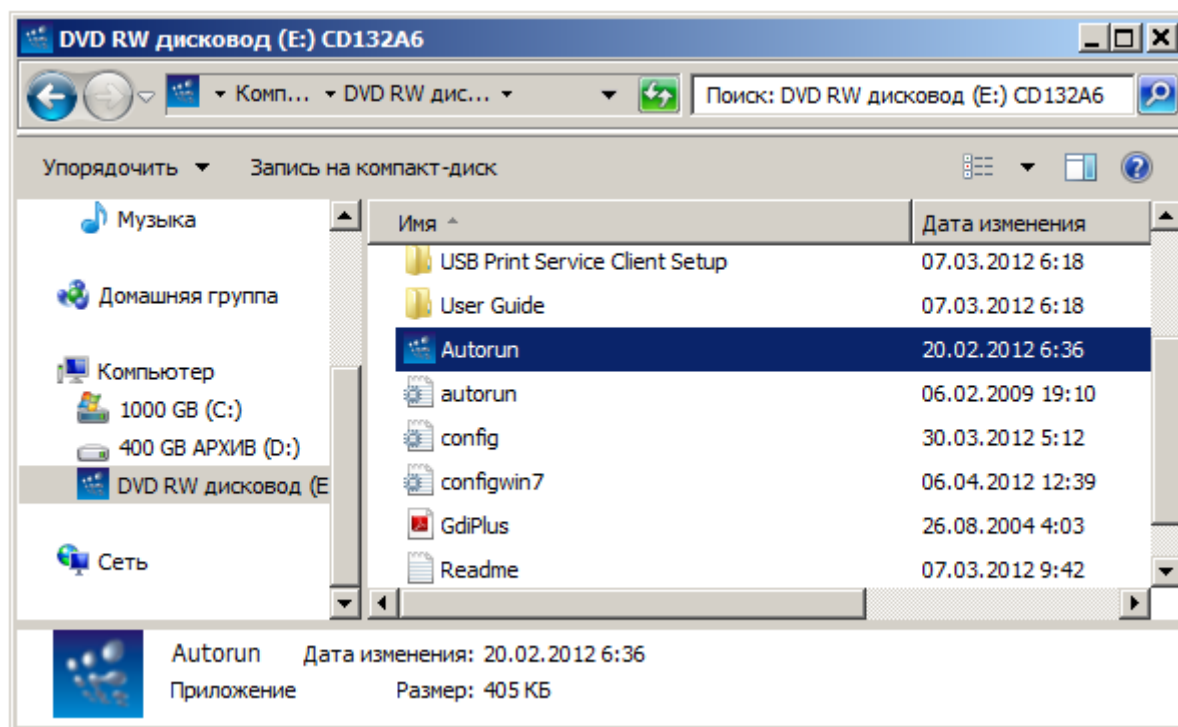 DVD RW дисковод (E:) CD132A6
Комп... DVD RW дис... Поиск: DVD RW дисковод (E:) CD132A6
Упорядочить Запись на компакт-диск
Музыка
Домашняя группа
Компьютер
1000 GB (C:)
400 GB АРХИВ (D:)
DVD RW дисковод (E
Сеть
Имя Дата изменения
USB Print Service Client Setup 07.03.2012 6:18
User Guide 07.03.2012 6:18
Autorun 20.02.2012 6:36
autorun 06.02.2009 19:10
config 30.03.2012 5:12
configwin7 06.04.2012 12:39
GdiPlus 26.08.2004 4:03
Readme 07.03.2012 9:42
Autorun Дата изменения: 20.02.2012 6:36
Приложение Размер: 405 КБ